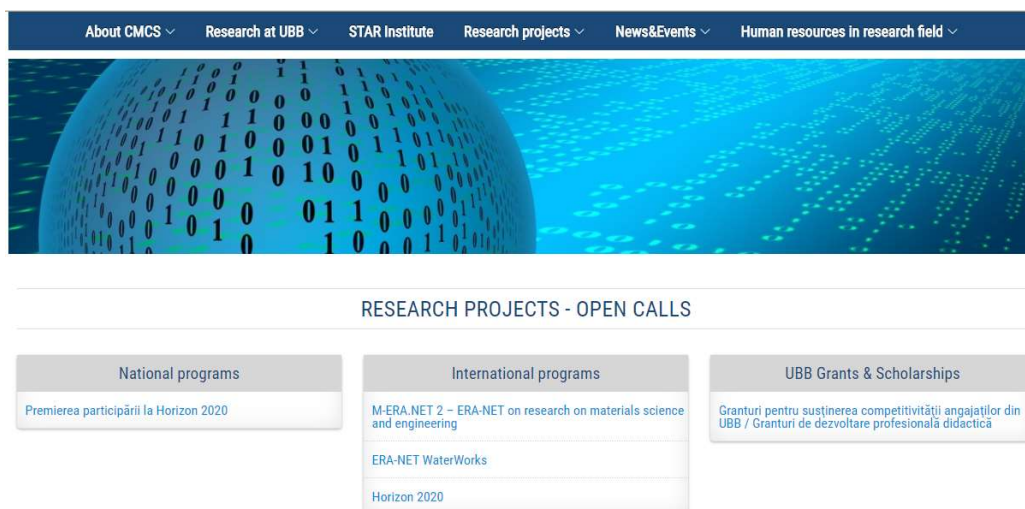 About CMCS
Research at UBB
STAR Institute
Research projects
News&Events
Human resources in research field
RESEARCH PROJECTS - OPEN CALLS
National programs
Premierea participării la Horizon 2020
International programs
M-ERA.NET 2 – ERA-NET on research on materials science
and engineering
ERA-NET WaterWorks
Horizon 2020
UBB Grants & Scholarships
Granturi pentru susținerea competitivității angajaților din
UBB / Granturi de dezvoltare profesională didactică